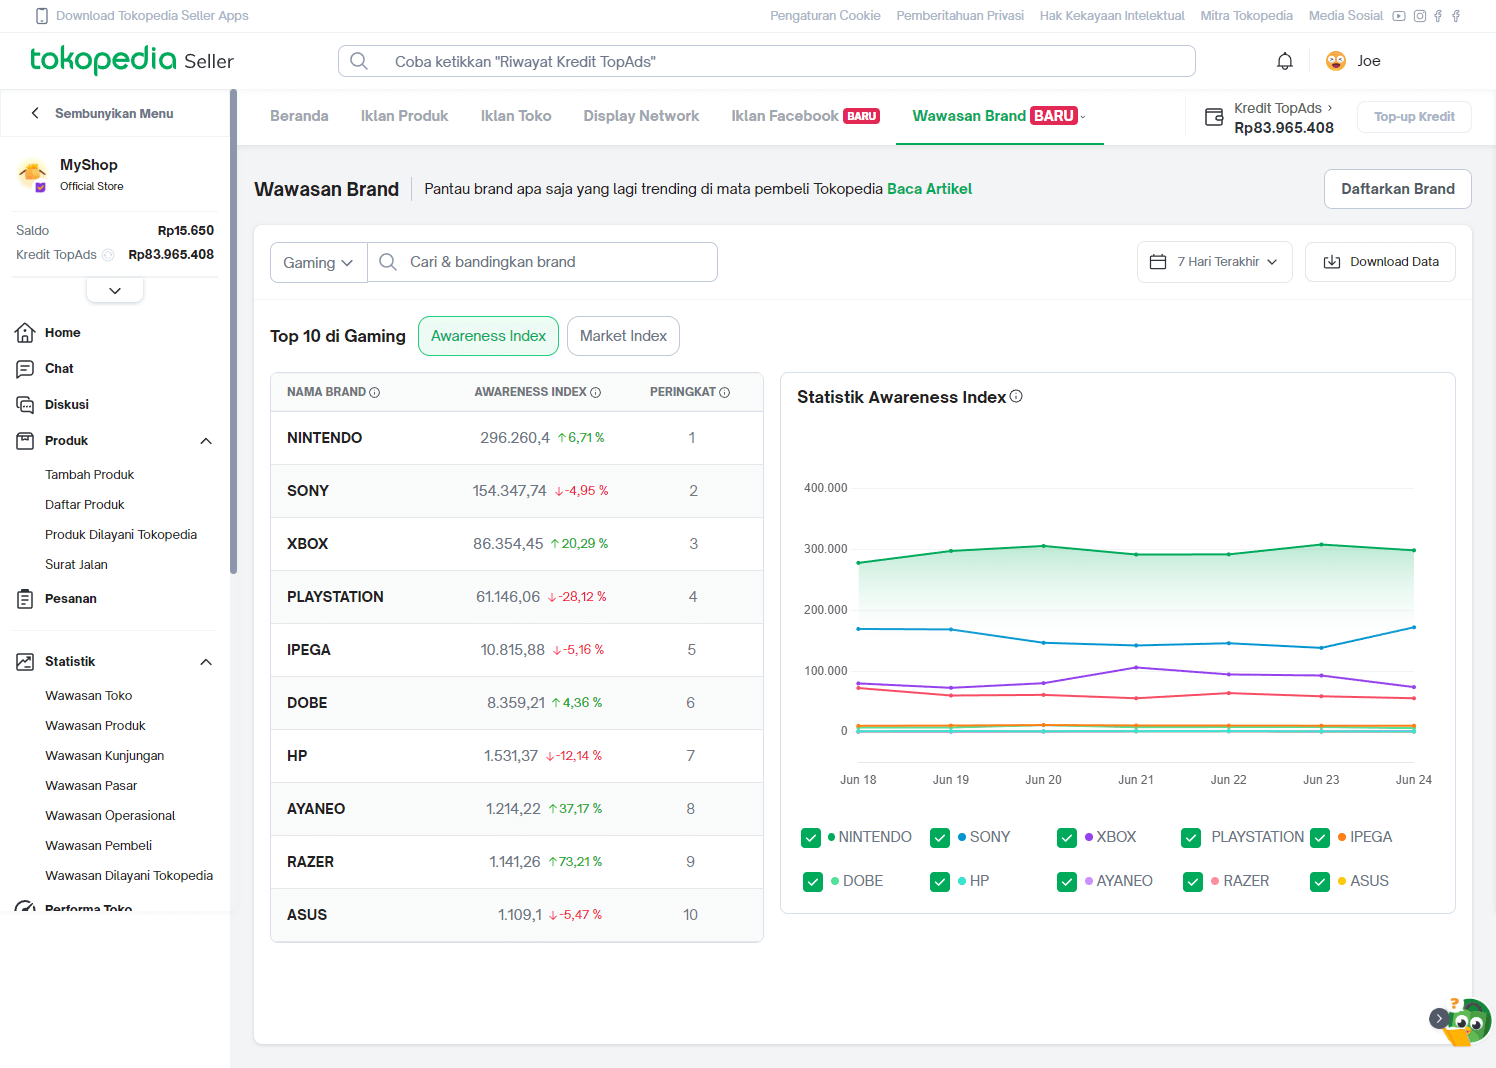 Download Tokopedia Seller Apps
Pengaturan Cookie Pemberitahuan Privasi Hak Kekayaan Intelektual Mitra Tokopedia Media Sosial
tokopedia Seller
Coba ketikkan "Riwayat Kredit TopAds"
Joe
Sembunyikan Menu
Beranda Iklan Produk Iklan Toko Display Network Iklan Facebook BARU Wawasan Brand BARU
Kredit TopAds
Rp83.965.408
Top-up Kredit
MyShop
Official Store
Saldo Rp15.650
Kredit TopAds Rp83.965.408
Home
Chat
Diskusi
Produk
Tambah Produk
Daftar Produk
Produk Dilayani Tokopedia
Surat Jalan
Pesanan
Statistik
Wawasan Toko
Wawasan Produk
Wawasan Kunjungan
Wawasan Pasar
Wawasan Operasional
Wawasan Pembeli
Wawasan Dilayani Tokopedia
Performa Toko
Wawasan Brand Pantau brand apa saja yang lagi trending di mata pembeli Tokopedia Baca Artikel
Daftarkan Brand
Gaming Cari & bandingkan brand
7 Hari Terakhir Download Data
Top 10 di Gaming Awareness Index Market Index
NAMA BRAND AWARENESS INDEX PERINGKAT
NINTENDO 296.260,4 ↑6,71 % 1
SONY 154.347,74 ↓-4,95 % 2
XBOX 86.354,45 ↑20,29 % 3
PLAYSTATION 61.146,06 ↓-28,12 % 4
IPEGA 10.815,88 ↓-5,16 % 5
DOBE 8.359,21 ↑4,36 % 6
HP 1.531,37 ↓-12,14 % 7
AYANEO 1.214,22 ↑37,17 % 8
RAZER 1.141,26 ↑73,21 % 9
ASUS 1.109,1 ↓-5,47 % 10
Statistik Awareness Index
400.000
300.000
200.000
100.000
0
Jun 18 Jun 19 Jun 20 Jun 21 Jun 22 Jun 23 Jun 24
NINTENDO SONY XBOX PLAYSTATION IPEGA
DOBE HP AYANEO RAZER ASUS
?